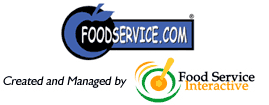 FOODSERVICE.COM
Created and Managed by
Food Service
Interactive